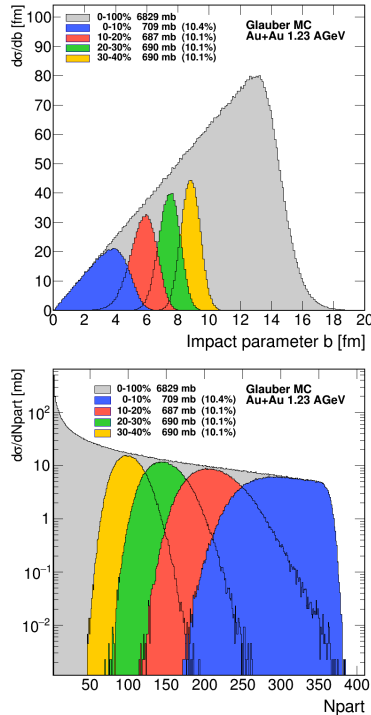 dσ/db [fm]
100
90
80
70
60
50
40
30
20
10
0
0-100% 6829 mb
0-10% 709 mb (10.4%)
10-20% 687 mb (10.1%)
20-30% 690 mb (10.1%)
30-40% 690 mb (10.1%)
Glauber MC
Au+Au 1.23 AGeV
0 2 4 6 8 10 12 14 16 18 20
Impact parameter b [fm]
dσ/dNpart [mb]
10²
10
1
10⁻¹
10⁻²
0-100% 6829 mb
0-10% 709 mb (10.4%)
10-20% 687 mb (10.1%)
20-30% 690 mb (10.1%)
30-40% 690 mb (10.1%)
Glauber MC
Au+Au 1.23 AGeV
50 100 150 200 250 300 350 400
Npart